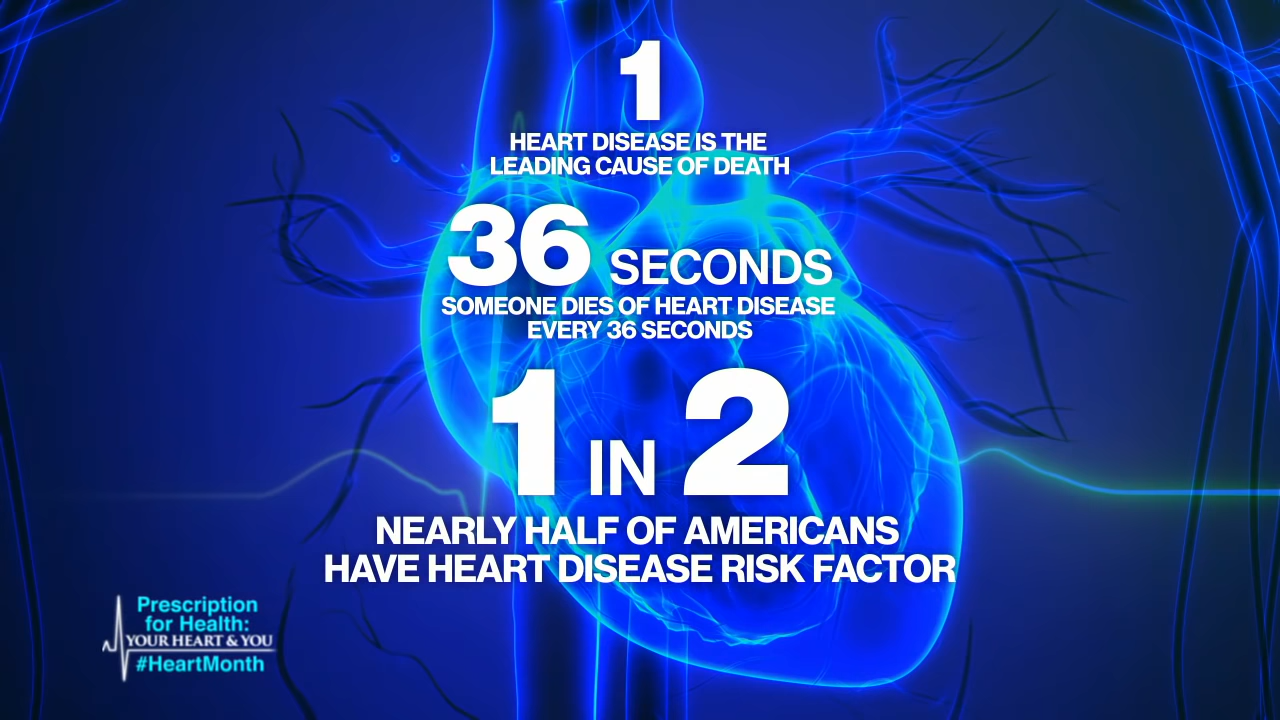 1
HEART DISEASE IS THE
LEADING CAUSE OF DEATH
36 SECONDS
SOMEONE DIES OF HEART DISEASE
EVERY 36 SECONDS
1 IN 2
NEARLY HALF OF AMERICANS
HAVE HEART DISEASE RISK FACTOR
Prescription
for Health:
YOUR HEART & YOU
#HeartMonth